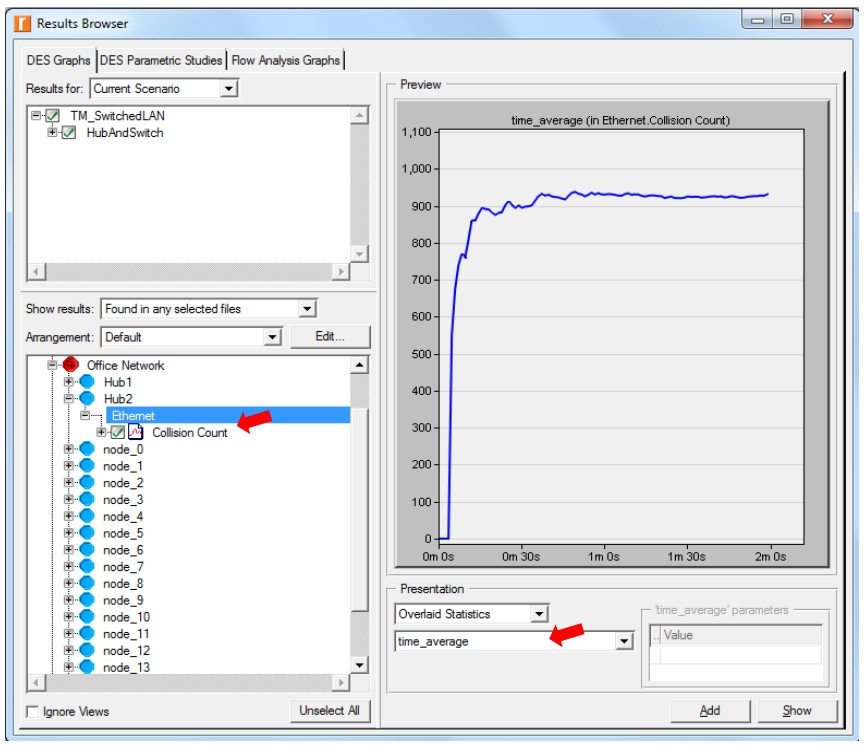 Results Browser
DES Graphs DES Parametric Studies Flow Analysis Graphs
Results for: Current Scenario
TM_SwitchedLAN
HubAndSwitch
Show results: Found in any selected files
Arrangement: Default Edit...
Office Network
Hub1
Hub2
Ethernet
Collision Count
node_0
node_1
node_2
node_3
node_4
node_5
node_6
node_7
node_8
node_9
node_10
node_11
node_12
node_13
Ignore Views Unselect All
Preview
time_average (in Ethernet.Collision Count)
1,100
1,000
900
800
700
600
500
400
300
200
100
0
0m 0s 0m 30s 1m 0s 1m 30s 2m 0s
Presentation
Overlaid Statistics
time_average
'time_average' parameters
.. Value
Add Show